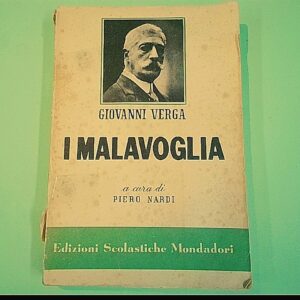 GIOVANNI VERGA
I MALAVOGLIA
a cura di
PIERO NARDI
Edizioni Scolastiche Mondadori